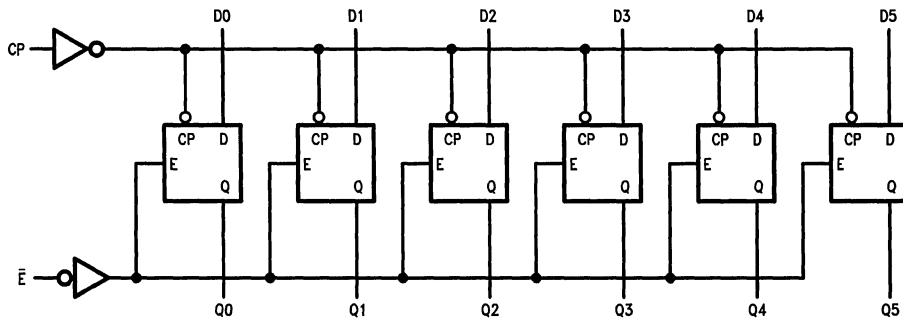 D0 D1 D2 D3 D4 D5
CP
CP D CP D CP D CP D CP D CP D
E E E E E E
Q Q Q Q Q Q
Ē
Q0 Q1 Q2 Q3 Q4 Q5